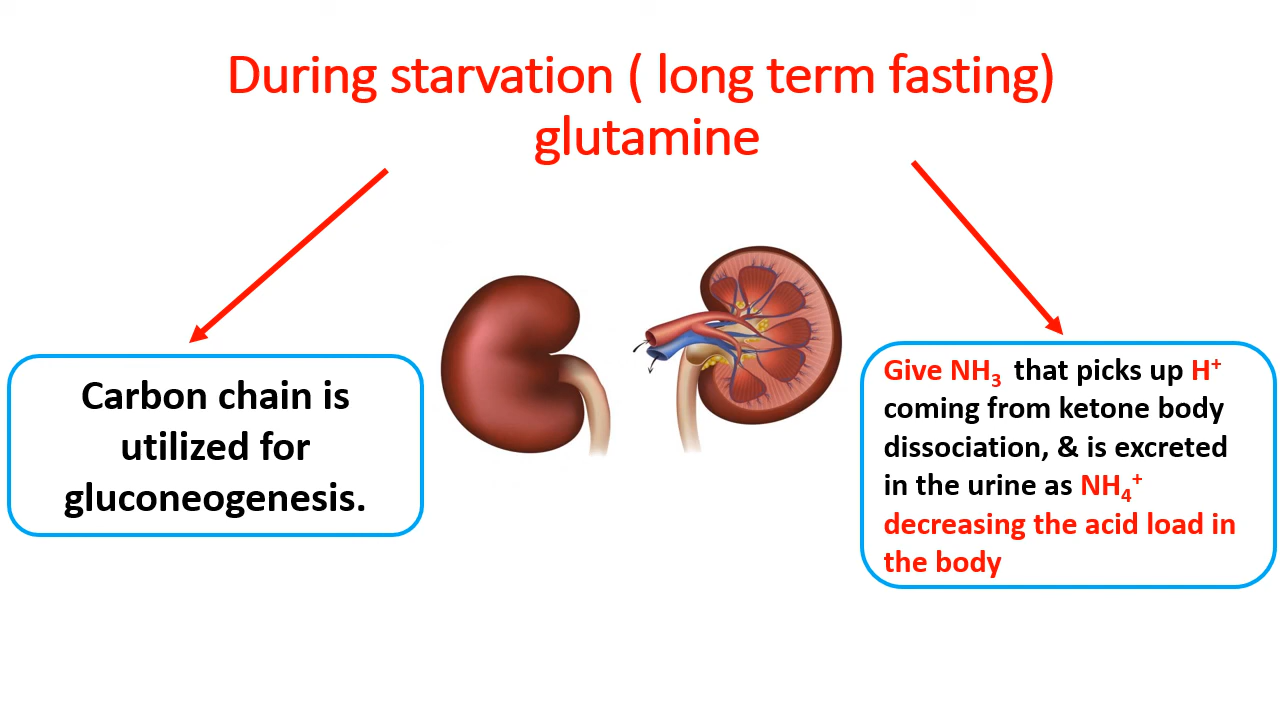 During starvation ( long term fasting)
glutamine
Carbon chain is
utilized for
gluconeogenesis.
Give NH₃ that picks up H⁺
coming from ketone body
dissociation, & is excreted
in the urine as NH₄⁺
decreasing the acid load in
the body